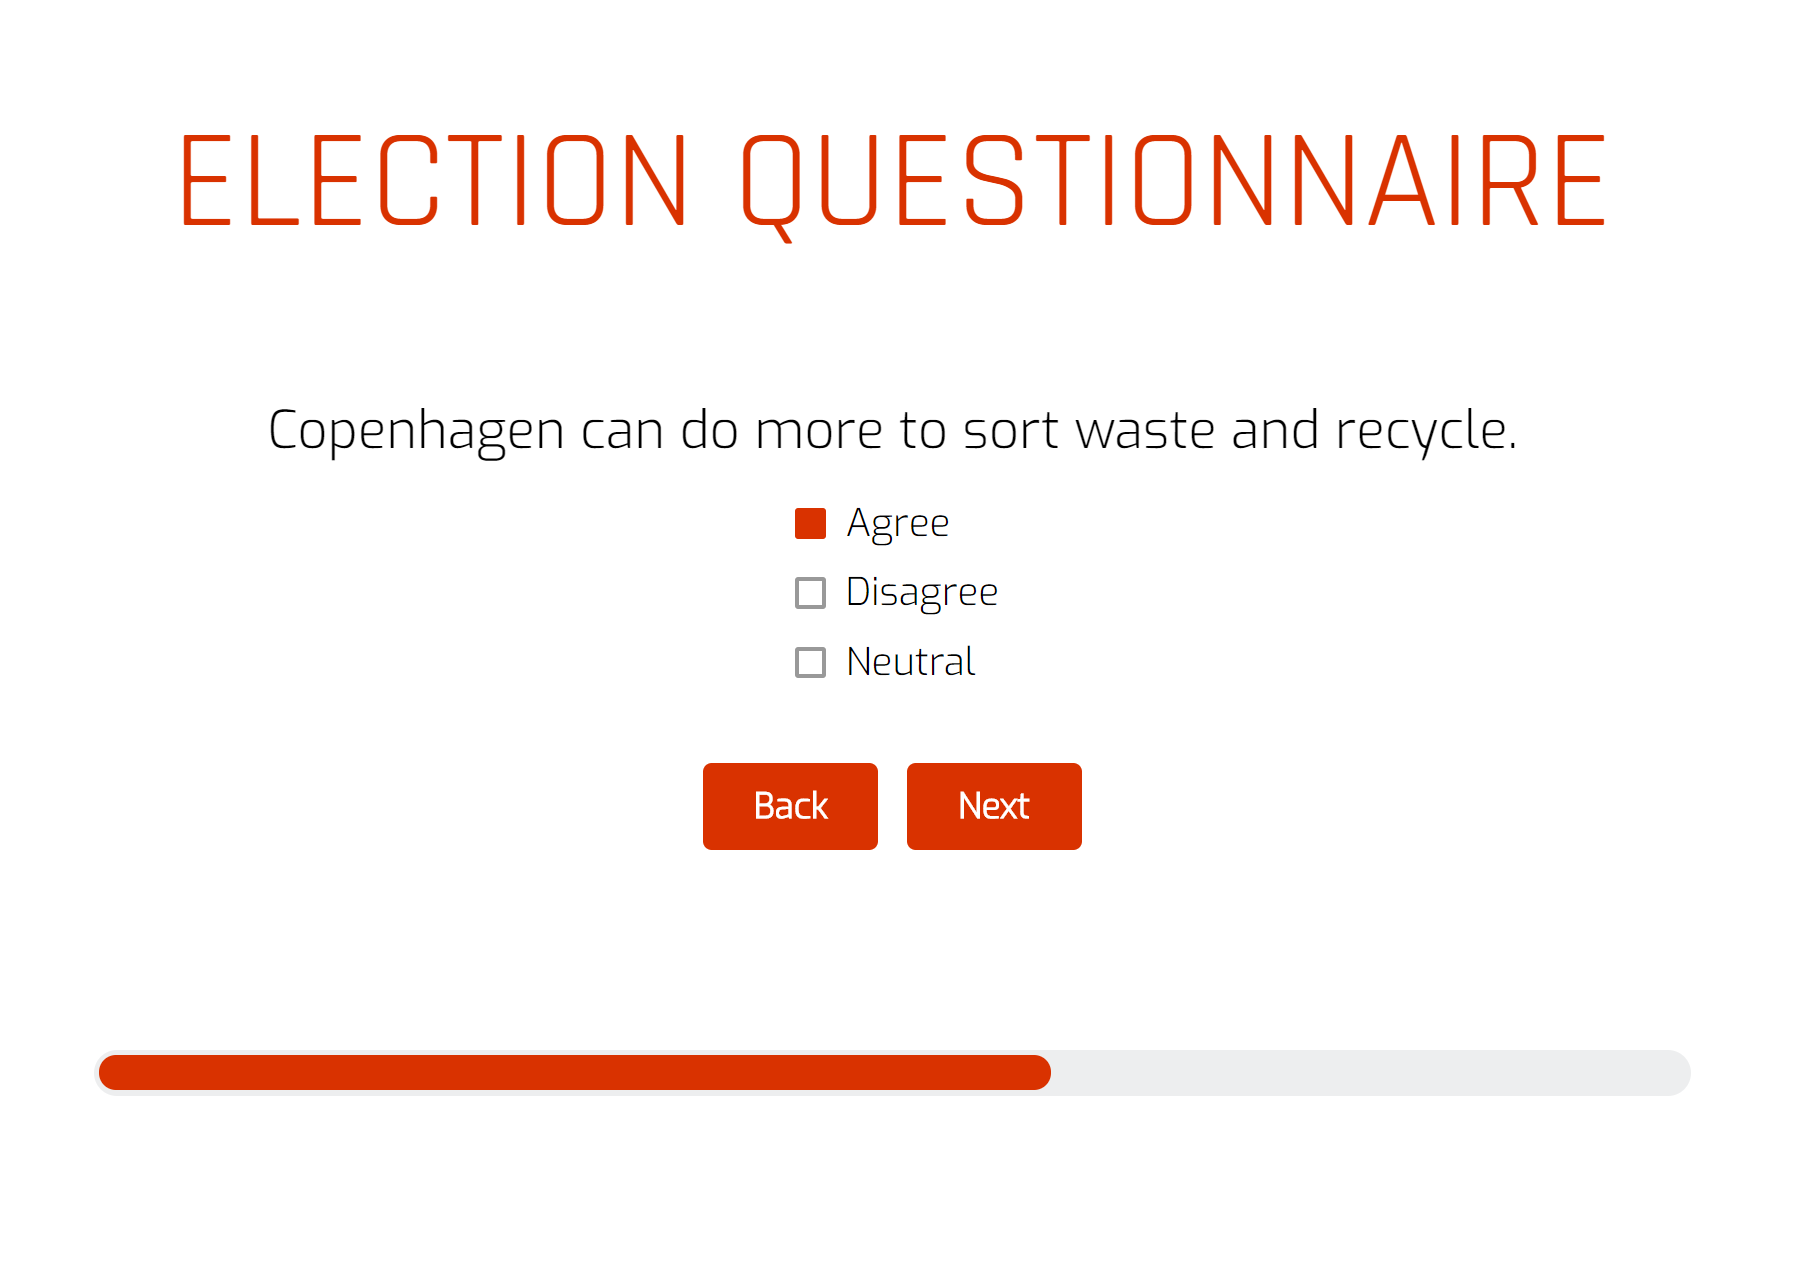 ELECTION QUESTIONNAIRE
Copenhagen can do more to sort waste and recycle.
Agree
Disagree
Neutral
Back Next